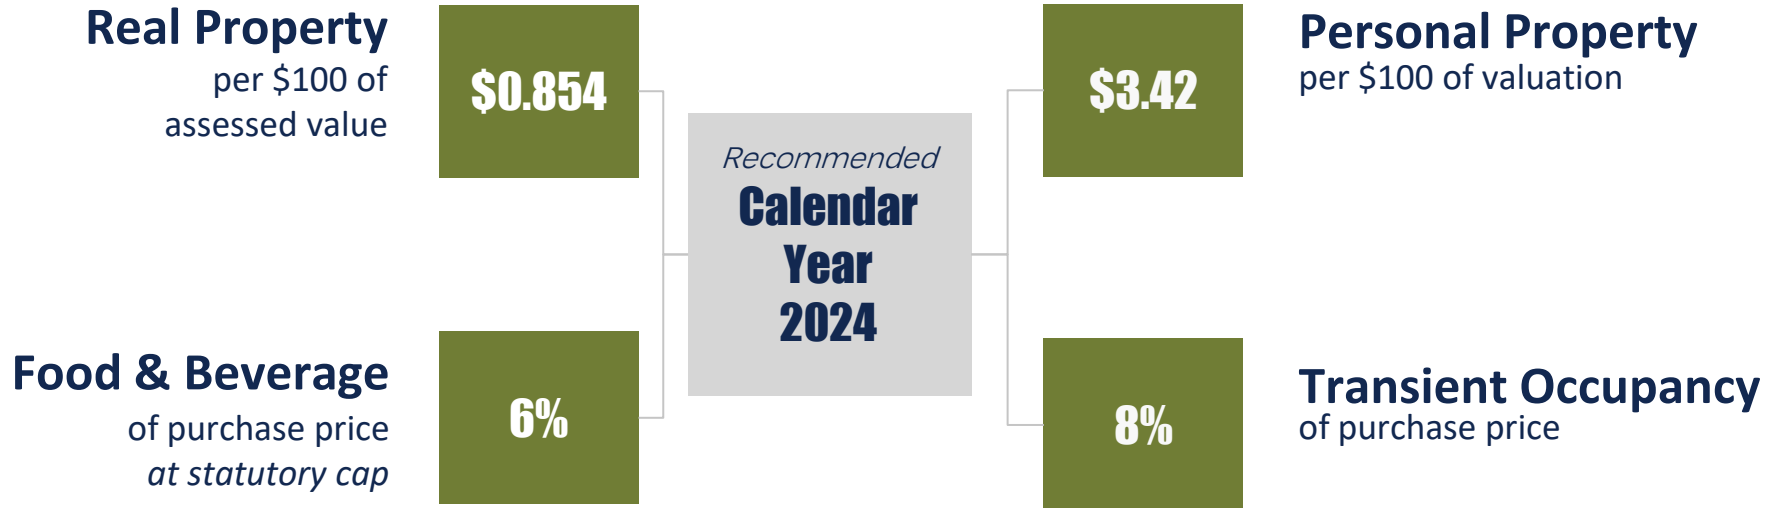 Real Property
per $100 of
assessed value
$0.854
Food & Beverage
of purchase price
at statutory cap
6%
Recommended
Calendar
Year
2024
$3.42
Personal Property
per $100 of valuation
8%
Transient Occupancy
of purchase price